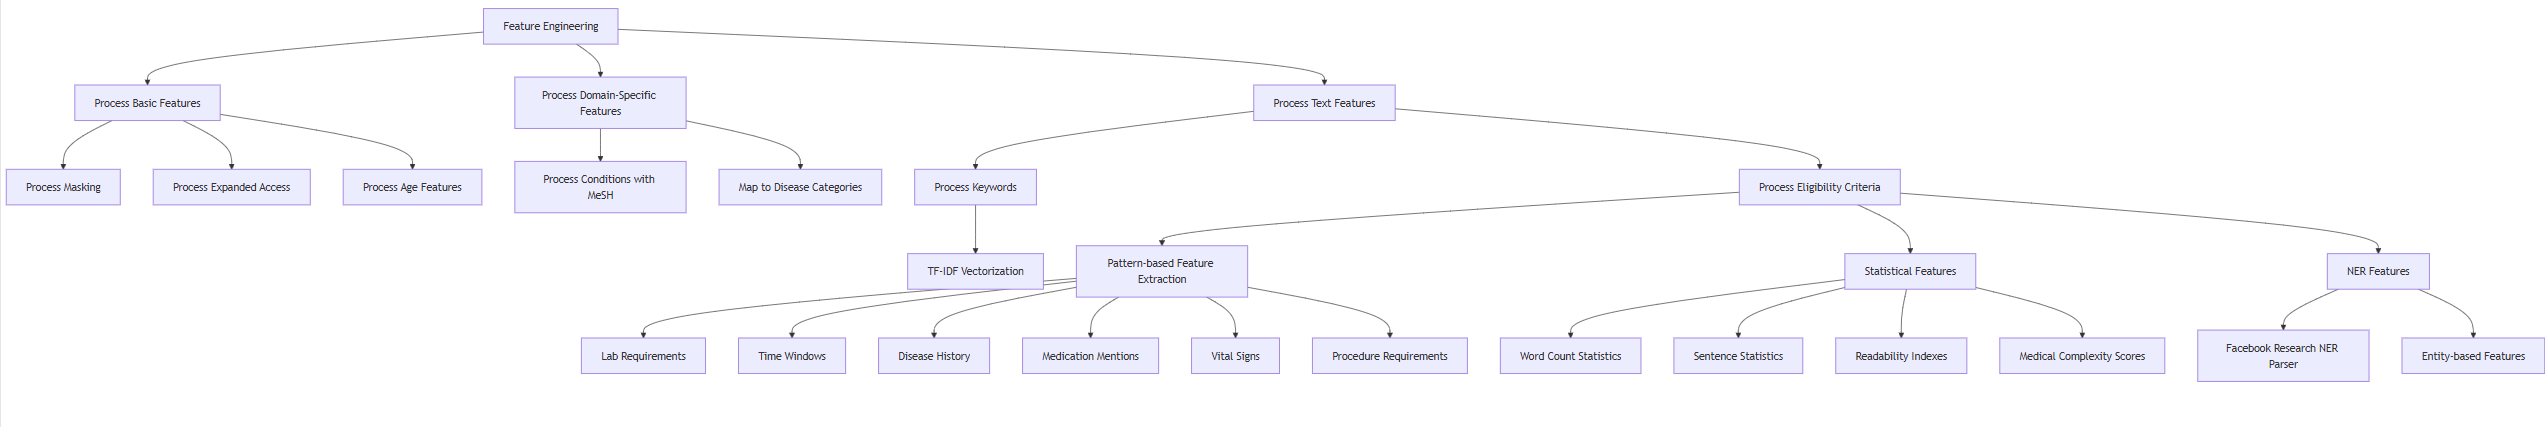 Feature Engineering
Process Basic Features
Process Domain-Specific
Features
Process Text Features
Process Masking
Process Expanded Access
Process Age Features
Process Conditions with
MeSH
Map to Disease Categories
Process Keywords
Process Eligibility Criteria
TF-IDF Vectorization
Pattern-based Feature
Extraction
Statistical Features
NER Features
Lab Requirements
Time Windows
Disease History
Medication Mentions
Vital Signs
Procedure Requirements
Word Count Statistics
Sentence Statistics
Readability Indexes
Medical Complexity Scores
Facebook Research NER
Parser
Entity-based Features